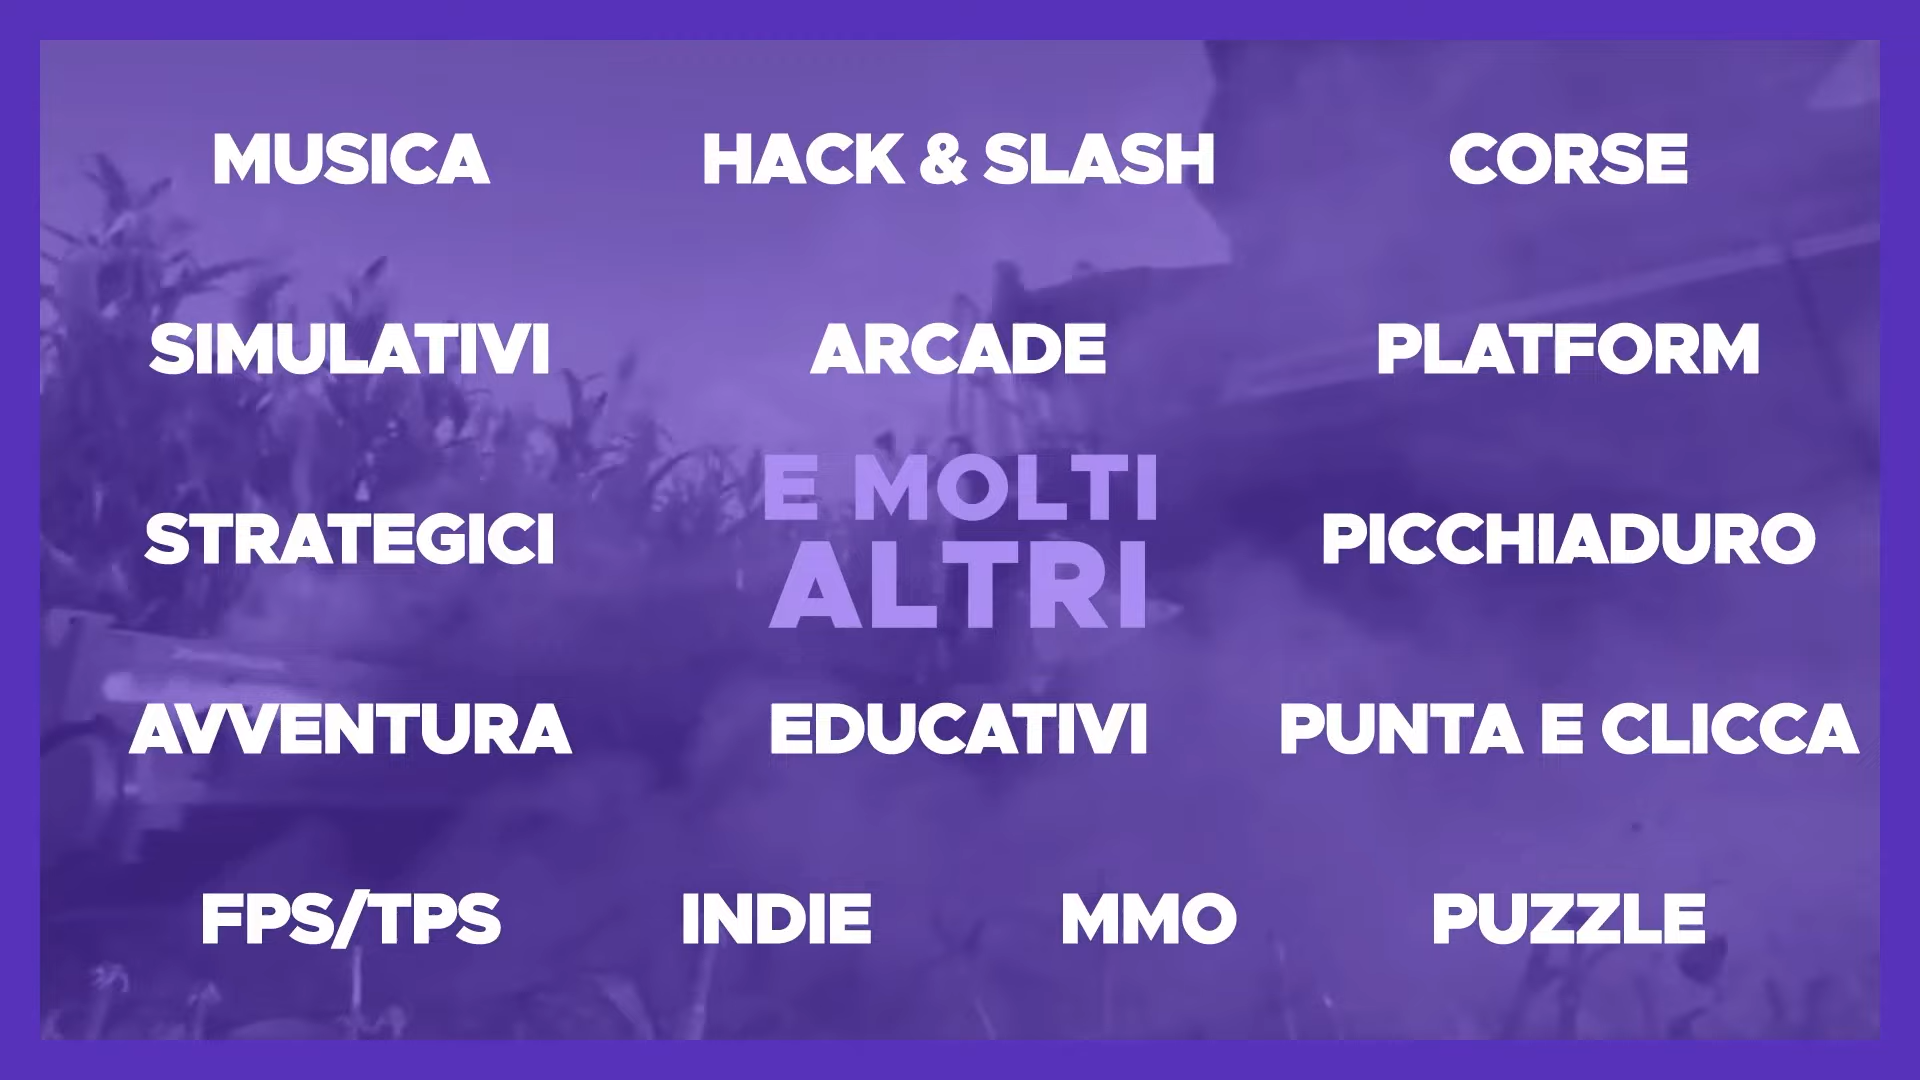 MUSICA
HACK & SLASH
CORSE
SIMULATIVI
ARCADE
PLATFORM
E MOLTI
ALTRI
STRATEGICI
PICCHIADURO
AVVENTURA
EDUCATIVI
PUNTA E CLICCA
FPS/TPS
INDIE
MMO
PUZZLE